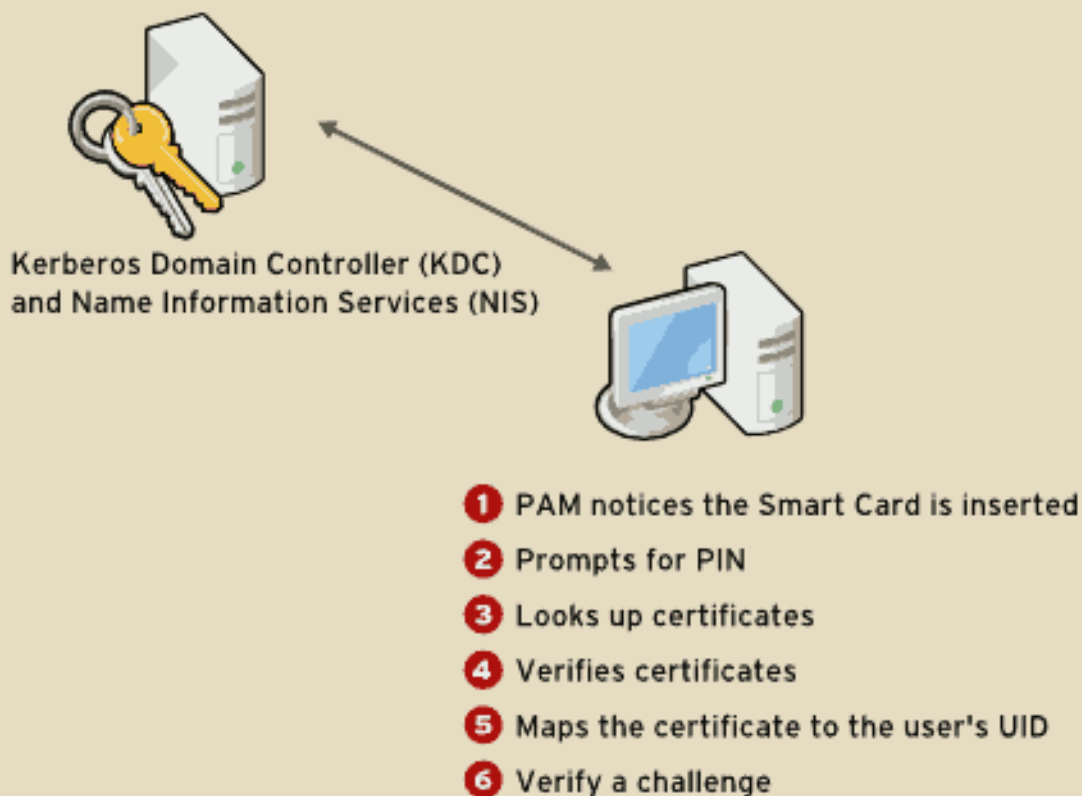 Kerberos Domain Controller (KDC)
and Name Information Services (NIS)
1 PAM notices the Smart Card is inserted
2 Prompts for PIN
3 Looks up certificates
4 Verifies certificates
5 Maps the certificate to the user's UID
6 Verify a challenge